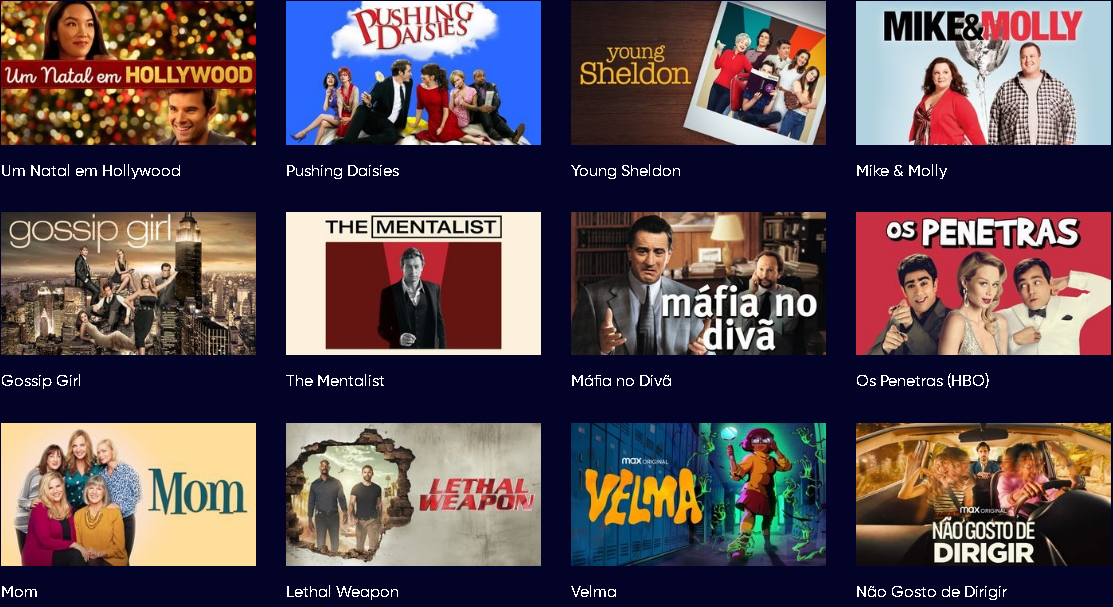 Um Natal em HOLLYWOOD
Um Natal em Hollywood
PUSHING
DAISIES
Pushing Daisies
young
Sheldon
Young Sheldon
MIKE&MOLLY
Mike & Molly
gossip girl
Gossip Girl
THE MENTALIST
The Mentalist
máfia no
divã
Máfia no Divã
OS PENETRAS
Os Penetras (HBO)
Mom
Mom
LETHAL
WEAPON
Lethal Weapon
max ORIGINAL
VELMA
Velma
max ORIGINAL
NÃO GOSTO DE
DIRIGIR
Não Gosto de Dirigir